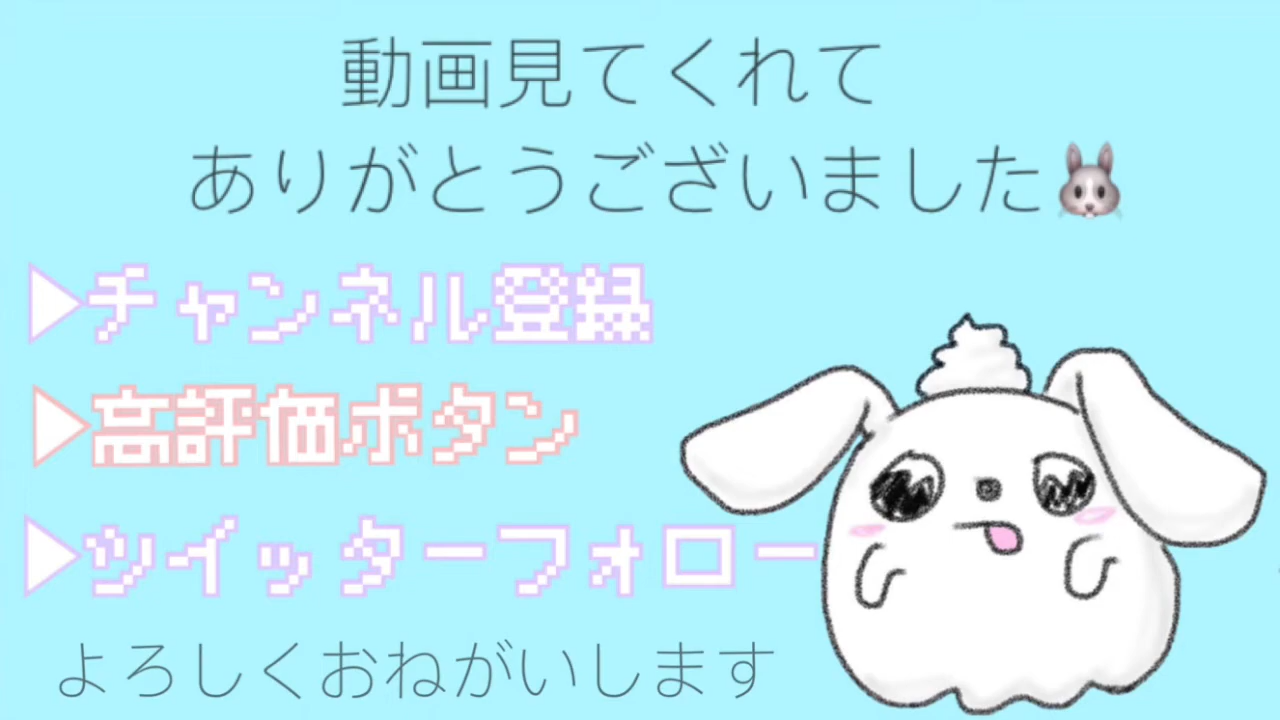 動画見てくれて
ありがとうございました🐰
▶チャンネル登録
▶高評価ボタン
▶ツイッターフォロー
よろしくおねがいします